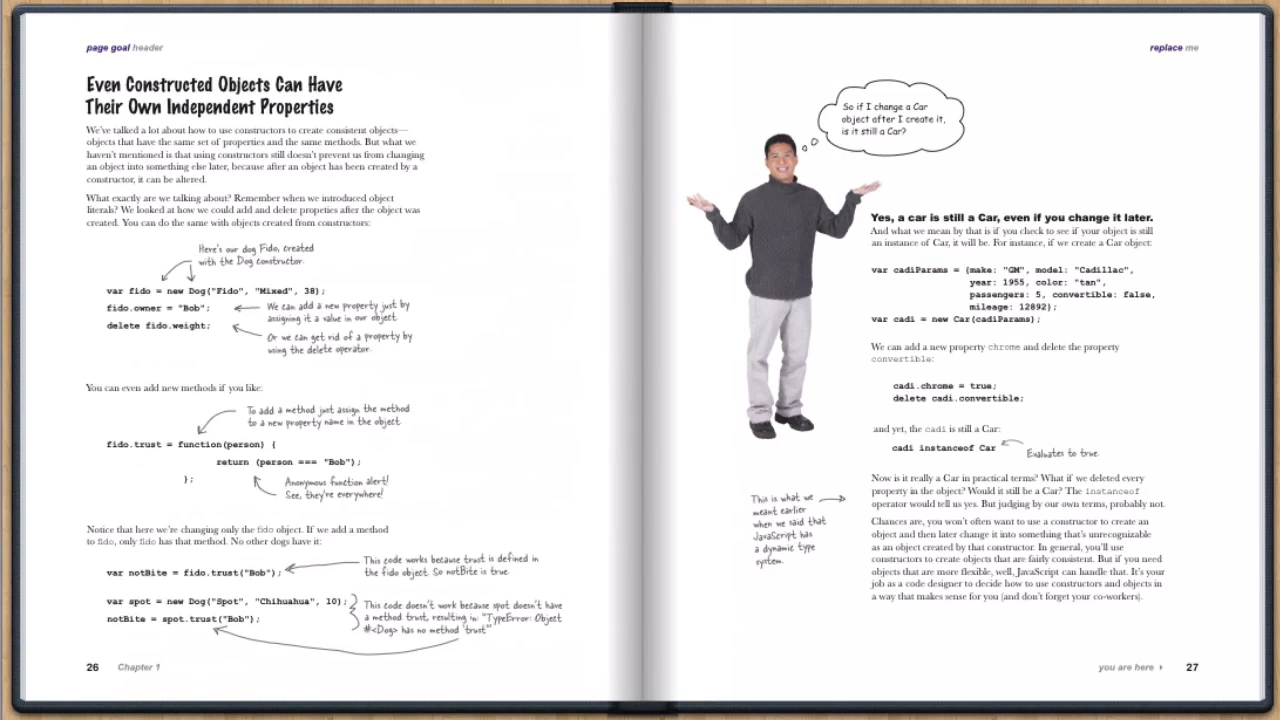 page goal header
Even Constructed Objects Can Have
Their Own Independent Properties
We've talked a lot about how to use constructors to create consistent objects—
objects that have the same set of properties and the same methods. But what we
haven't mentioned is that using constructors still doesn't prevent us from changing
an object into something else later, because after an object has been created by a
constructor, it can be altered.
What exactly are we talking about? Remember when we introduced object
literals? We looked at how we could add and delete propeties after the object was
created. You can do the same with objects created from constructors:
Here's our dog Fido, created
with the Dog constructor.
var fido = new Dog("Fido", "Mixed", 38);
fido.owner = "Bob";
We can add a new property just by
assigning it a value in our object
delete fido.weight;
Or we can get rid of a property by
using the delete operator.
You can even add new methods if you like:
To add a method just assign the method
to a new property name in the object
fido.trust = function(person) {
return (person === "Bob");
};
Anonymous function alert!
See, they're everywhere!
Notice that here we're changing only the fido object. If we add a method
to fido, only fido has that method. No other dogs have it:
var notBite = fido.trust("Bob");
This code works because trust is defined in
the fido object. So notBite is true.
var spot = new Dog("Spot", "Chihuahua", 10);
notBite = spot.trust("Bob");
This code doesn't work because spot doesn't have
a method trust, resulting in: "TypeError: Object
#<Dog> has no method 'trust'"
26 Chapter 1
replace me
So if I change a Car
object after I create it,
is it still a Car?
Yes, a car is still a Car, even if you change it later.
And what we mean by that is if you check to see if your object is still
an instance of Car, it will be. For instance, if we create a Car object:
var cadiParams = {make: "GM", model: "Cadillac",
year: 1955, color: "tan",
passengers: 5, convertible: false,
mileage: 12892};
var cadi = new Car(cadiParams);
We can add a new property chrome and delete the property
convertible:
cadi.chrome = true;
delete cadi.convertible;
and yet, the cadi is still a Car:
cadi instanceof Car
Evaluates to true
Now is it really a Car in practical terms? What if we deleted every
property in the object? Would it still be a Car? The instanceof
operator would tell us yes. But judging by our own terms, probably not.
This is what we
meant earlier
when we said that
JavaScript has
a dynamic type
system.
Chances are, you won't often want to use a constructor to create an
object and then later change it into something that's unrecognizable
as an object created by that constructor. In general, you'll use
constructors to create objects that are fairly consistent. But if you need
objects that are more flexible, well, JavaScript can handle that. It's your
job as a code designer to decide how to use constructors and objects in
a way that makes sense for you (and don't forget your co-workers).
you are here 27